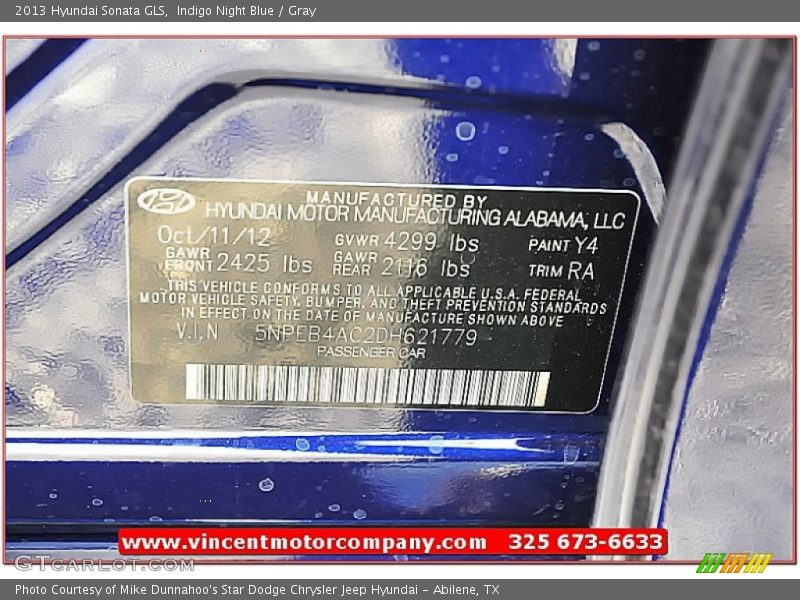 2013 Hyundai Sonata GLS, Indigo Night Blue / Gray
MANUFACTURED BY
HYUNDAI MOTOR MANUFACTURING ALABAMA, LLC
Oct/11/12 GVWR 4299 lbs PAINT Y4
GAWR FRONT 2425 lbs GAWR REAR 2116 lbs TRIM RA
THIS VEHICLE CONFORMS TO ALL APPLICABLE U.S.A. FEDERAL
MOTOR VEHICLE SAFETY, BUMPER, AND THEFT PREVENTION STANDARDS
IN EFFECT ON THE DATE OF MANUFACTURE SHOWN ABOVE
V.I.N 5NPEB4AC2DH621779
PASSENGER CAR
www.vincentmotorcompany.com 325 673-6633
GTCARLOT.COM
Photo Courtesy of Mike Dunnahoo's Star Dodge Chrysler Jeep Hyundai - Abilene, TX